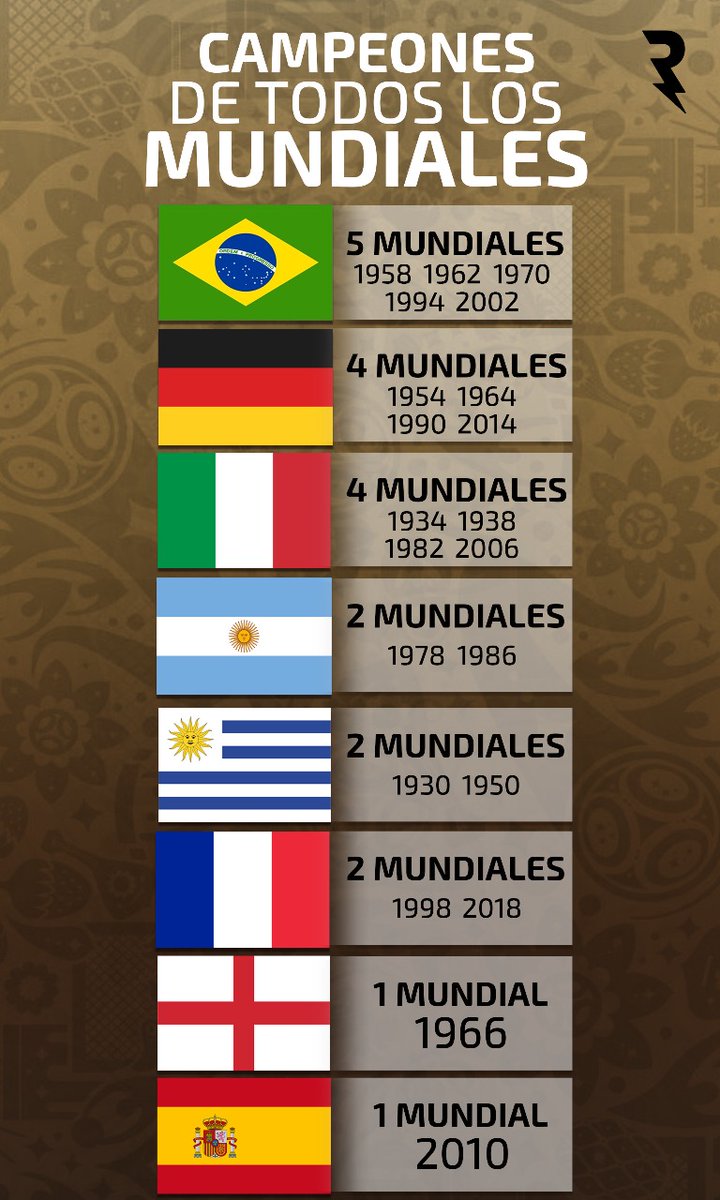 CAMPEONES
DE TODOS LOS
MUNDIALES
5 MUNDIALES
1958 1962 1970
1994 2002
4 MUNDIALES
1954 1964
1990 2014
4 MUNDIALES
1934 1938
1982 2006
2 MUNDIALES
1978 1986
2 MUNDIALES
1930 1950
2 MUNDIALES
1998 2018
1 MUNDIAL
1966
1 MUNDIAL
2010